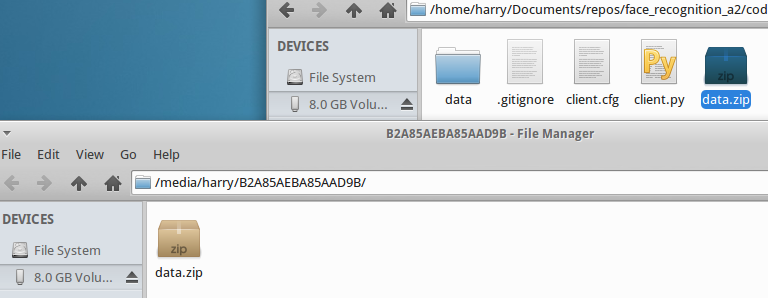 /home/harry/Documents/repos/face_recognition_a2/cod
DEVICES
File System
8.0 GB Volu...
data
.gitignore
client.cfg
Py
client.py
zip
data.zip
B2A85AEBA85AAD9B - File Manager
File Edit View Go Help
/media/harry/B2A85AEBA85AAD9B/
DEVICES
File System
8.0 GB Volu...
zip
data.zip